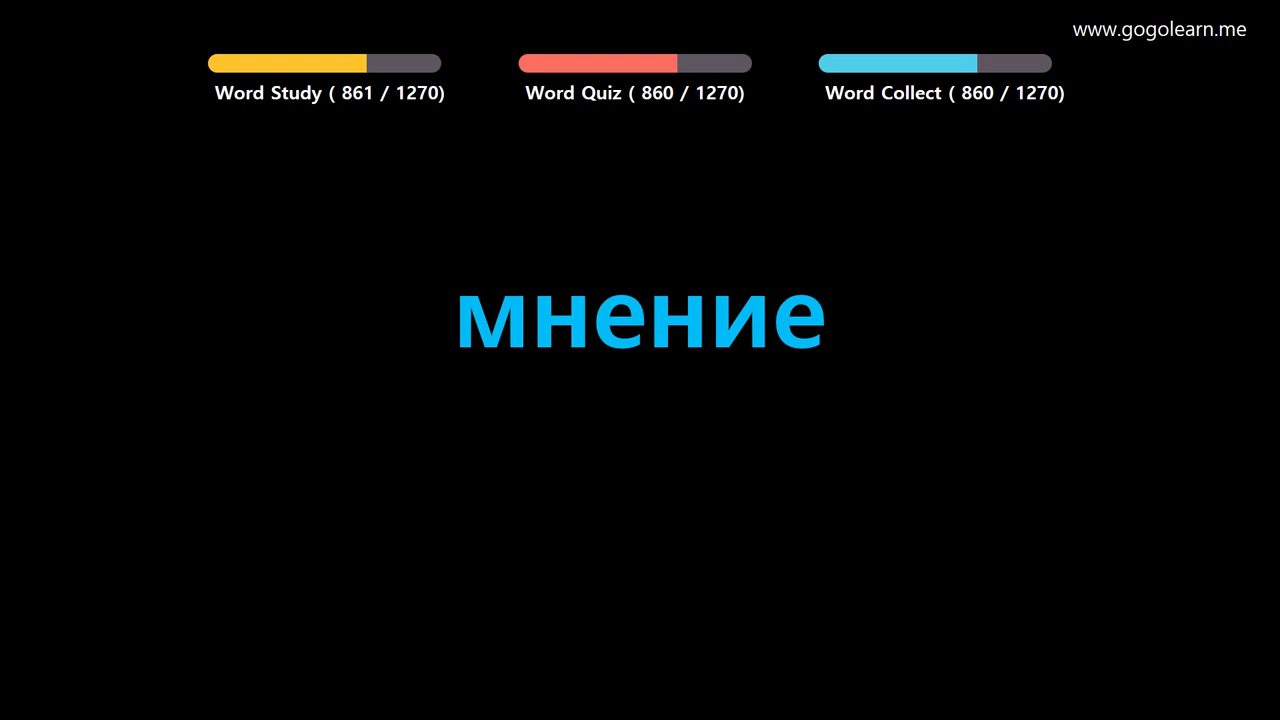 www.gogolearn.me
Word Study ( 861 / 1270)
Word Quiz ( 860 / 1270)
Word Collect ( 860 / 1270)
мнение